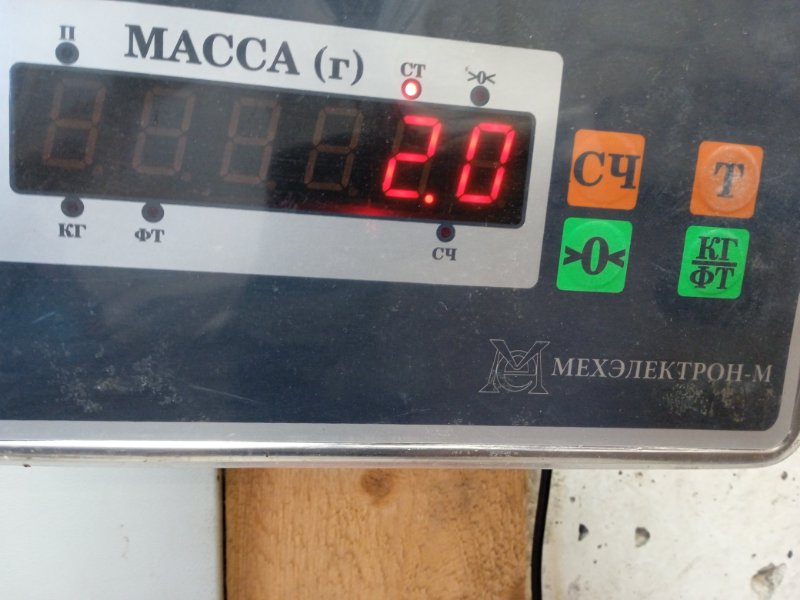 П
МАССА (г)
СТ
>0<
2.0
КГ
ФТ
СЧ
СЧ
Т
>0<
КГ
ФТ
МЕХЭЛЕКТРОН-М